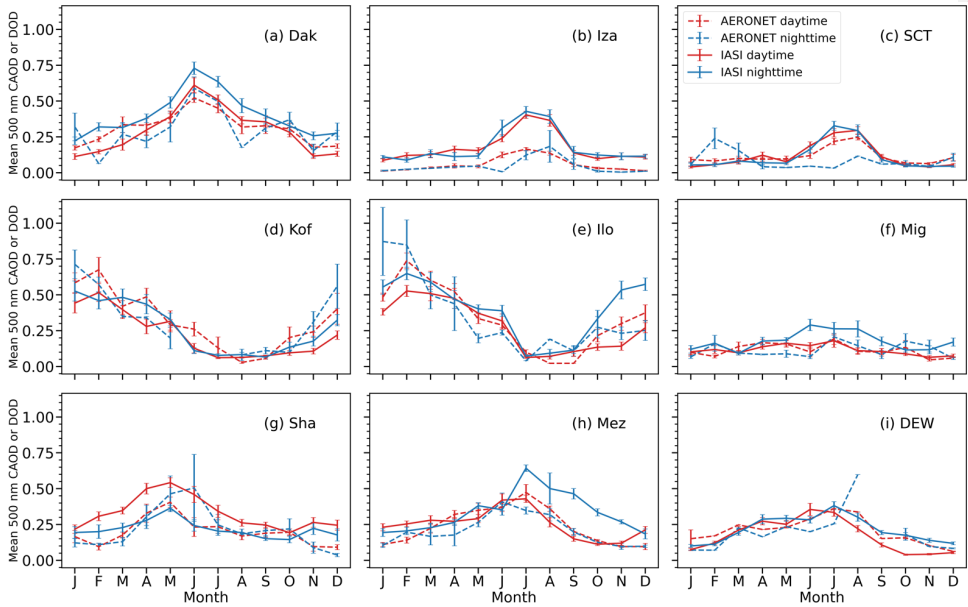 Mean 500 nm CAOD or DOD
1.00
0.75
0.50
0.25
0.00
(a) Dak
(b) Iza
AERONET daytime
AERONET nighttime
IASI daytime
IASI nighttime
(c) SCT
Mean 500 nm CAOD or DOD
1.00
0.75
0.50
0.25
0.00
(d) Kof
(e) Ilo
(f) Mig
Mean 500 nm CAOD or DOD
1.00
0.75
0.50
0.25
0.00
(g) Sha
(h) Mez
(i) DEW
J F M A M J J A S O N D
J F M A M J J A S O N D
J F M A M J J A S O N D
Month
Month
Month